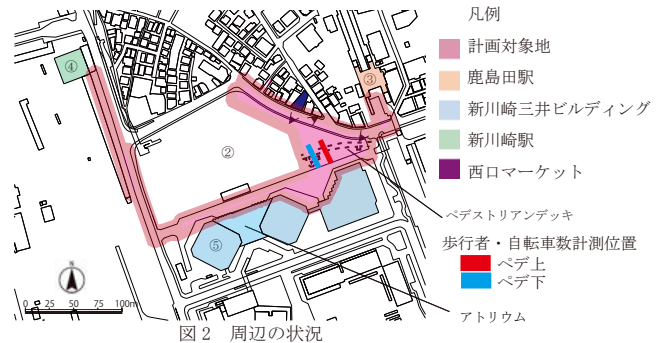 凡例
計画対象地
鹿島田駅
新川崎三井ビルディング
新川崎駅
西口マーケット
ペデストリアンデッキ
歩行者・自転車数計測位置
ペデ上
ペデ下
アトリウム
④
③
②
⑤
N
0 25 50 75 100m
図2 周辺の状況